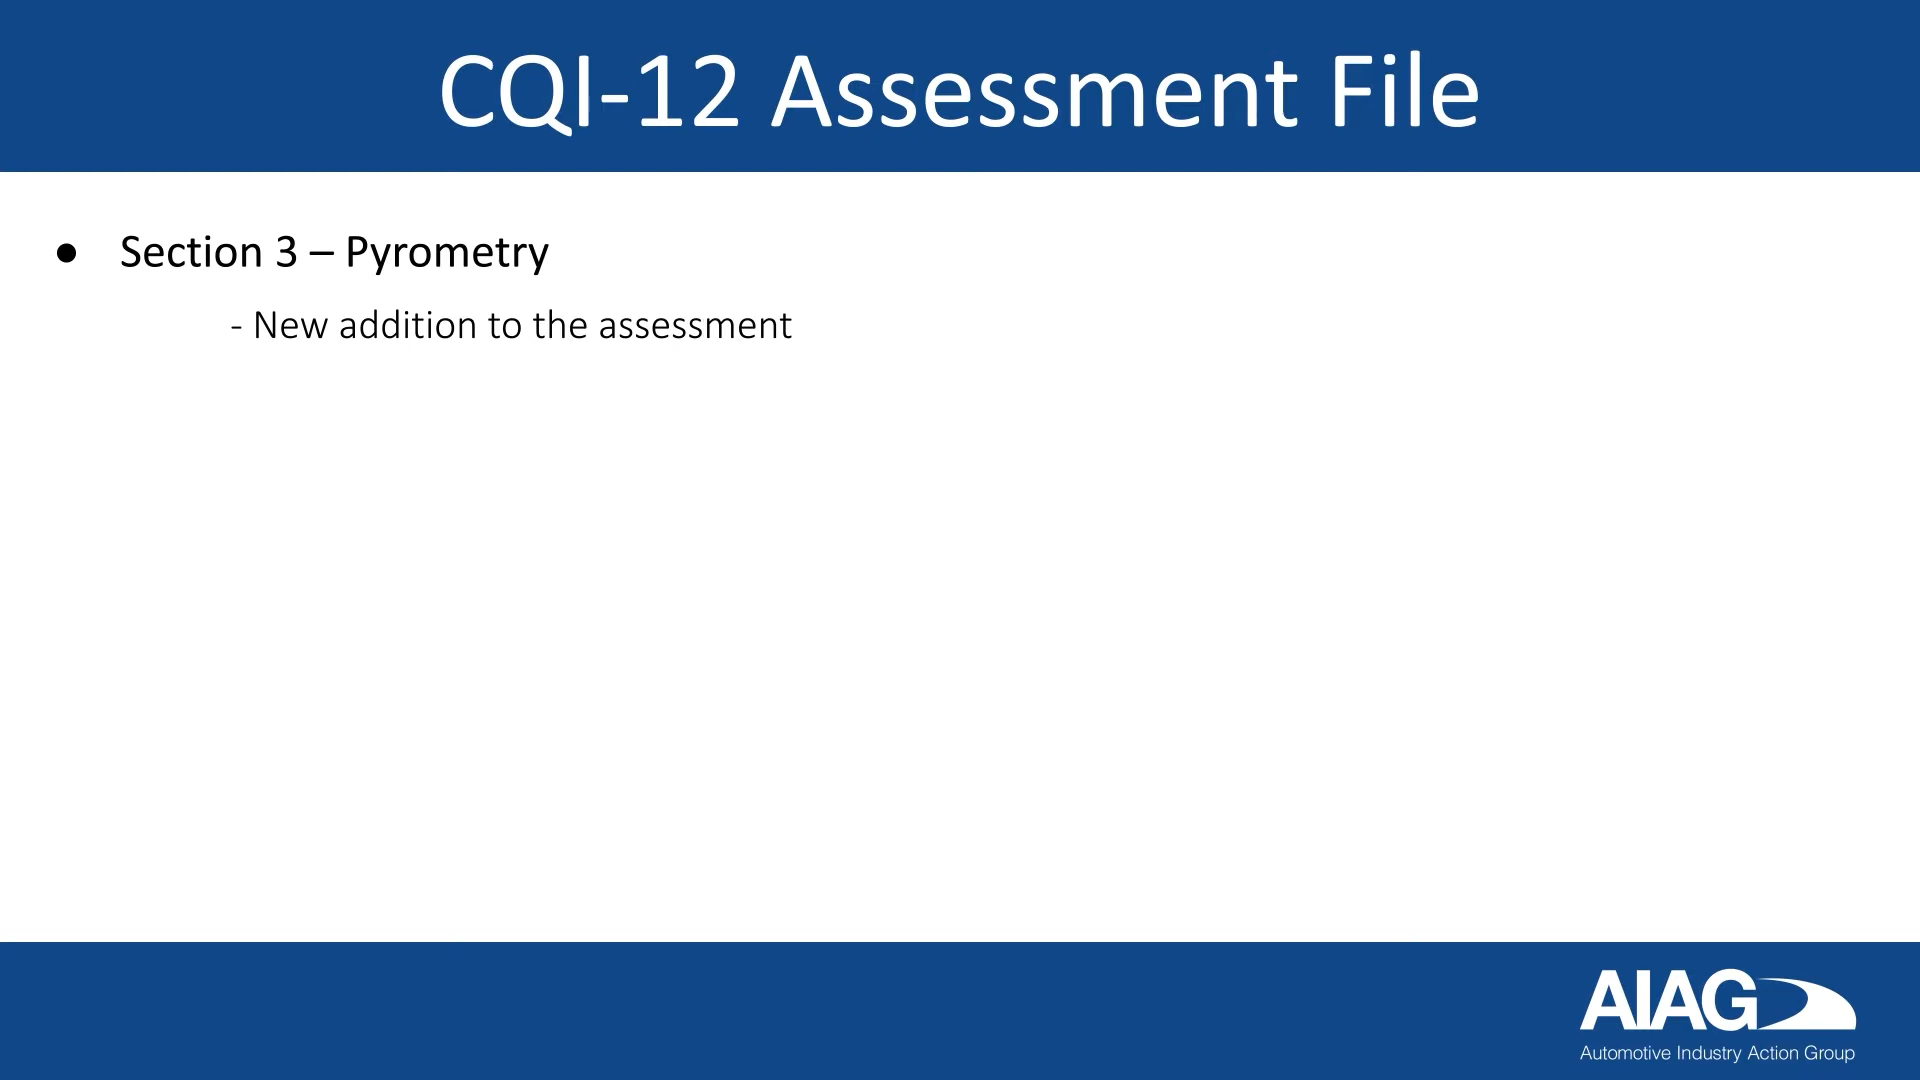 CQI-12 Assessment File
● Section 3 – Pyrometry
- New addition to the assessment
AIAG
Automotive Industry Action Group